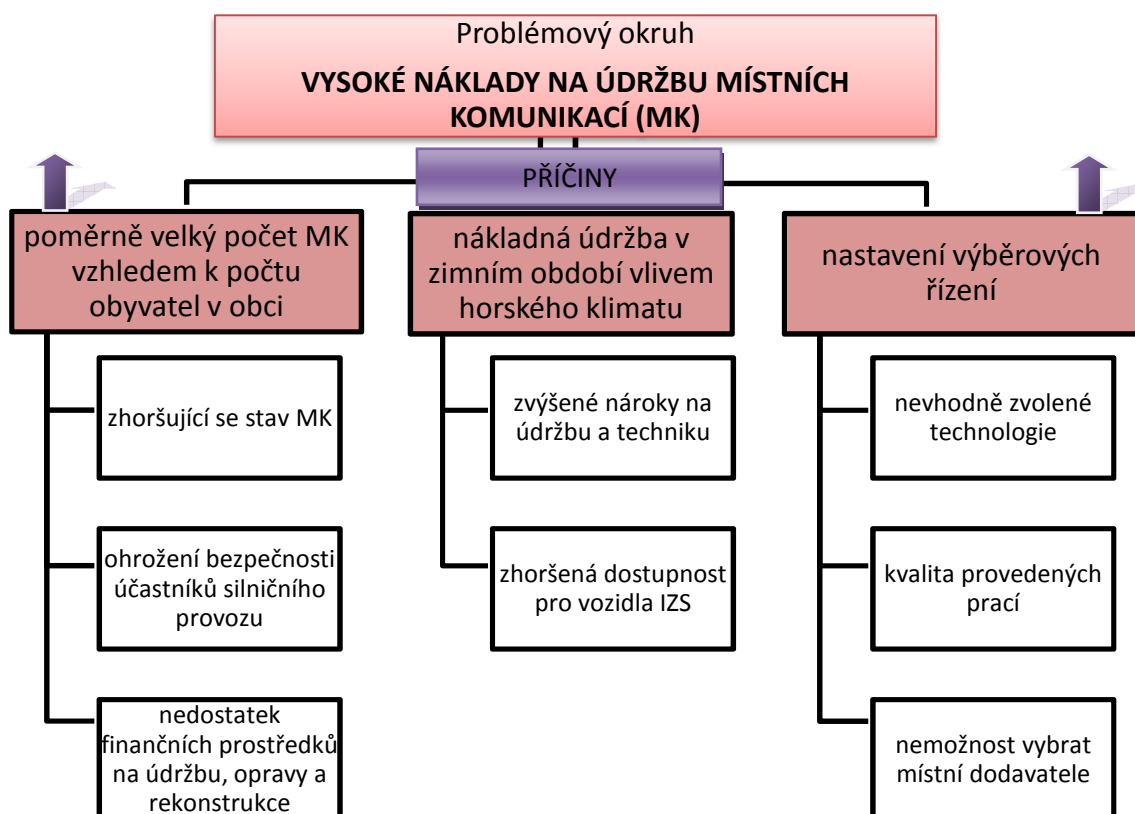 Problémový okruh
VYSOKÉ NÁKLADY NA ÚDRŽBU MÍSTNÍCH
KOMUNIKACÍ (MK)
PŘÍČINY
poměrně velký počet MK
vzhledem k počtu
obyvatel v obci
zhoršující se stav MK
ohrožení bezpečnosti
účastníků silničního
provozu
nedostatek
finančních prostředků
na údržbu, opravy a
rekonstrukce
nákladná údržba v
zimním období vlivem
horského klimatu
zvýšené nároky na
údržbu a techniku
zhoršená dostupnost
pro vozidla IZS
nastavení výběrových
řízení
nevhodně zvolené
technologie
kvalita provedených
prací
nemožnost vybrat
místní dodavatele